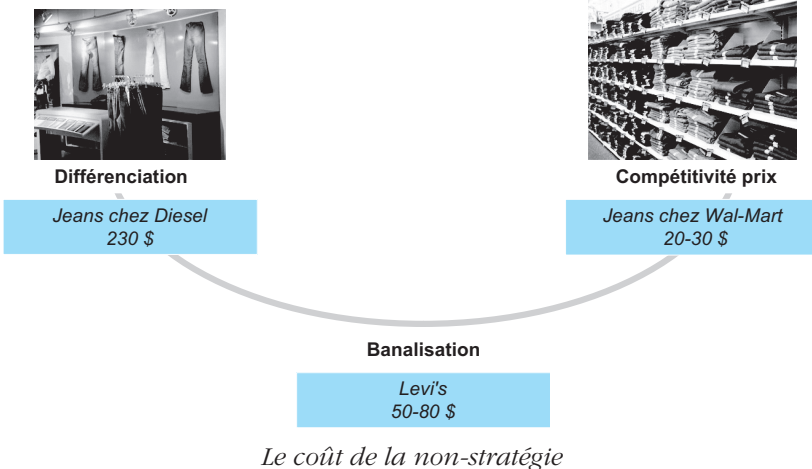 Différenciation
Jeans chez Diesel
230 $
Compétitivité prix
Jeans chez Wal-Mart
20-30 $
Banalisation
Levi's
50-80 $
Le coût de la non-stratégie